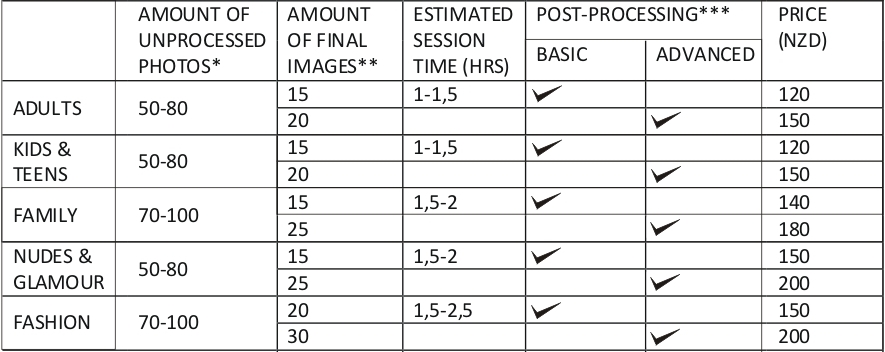 AMOUNT OF UNPROCESSED PHOTOS* AMOUNT OF FINAL IMAGES** ESTIMATED SESSION TIME (HRS) POST-PROCESSING*** PRICE (NZD)
BASIC ADVANCED
ADULTS 50-80 15 1-1,5 ✓ 120
20 ✓ 150
KIDS & TEENS 50-80 15 1-1,5 ✓ 120
20 ✓ 150
FAMILY 70-100 15 1,5-2 ✓ 140
25 ✓ 180
NUDES & GLAMOUR 50-80 15 1,5-2 ✓ 150
25 ✓ 200
FASHION 70-100 20 1,5-2,5 ✓ 150
30 ✓ 200